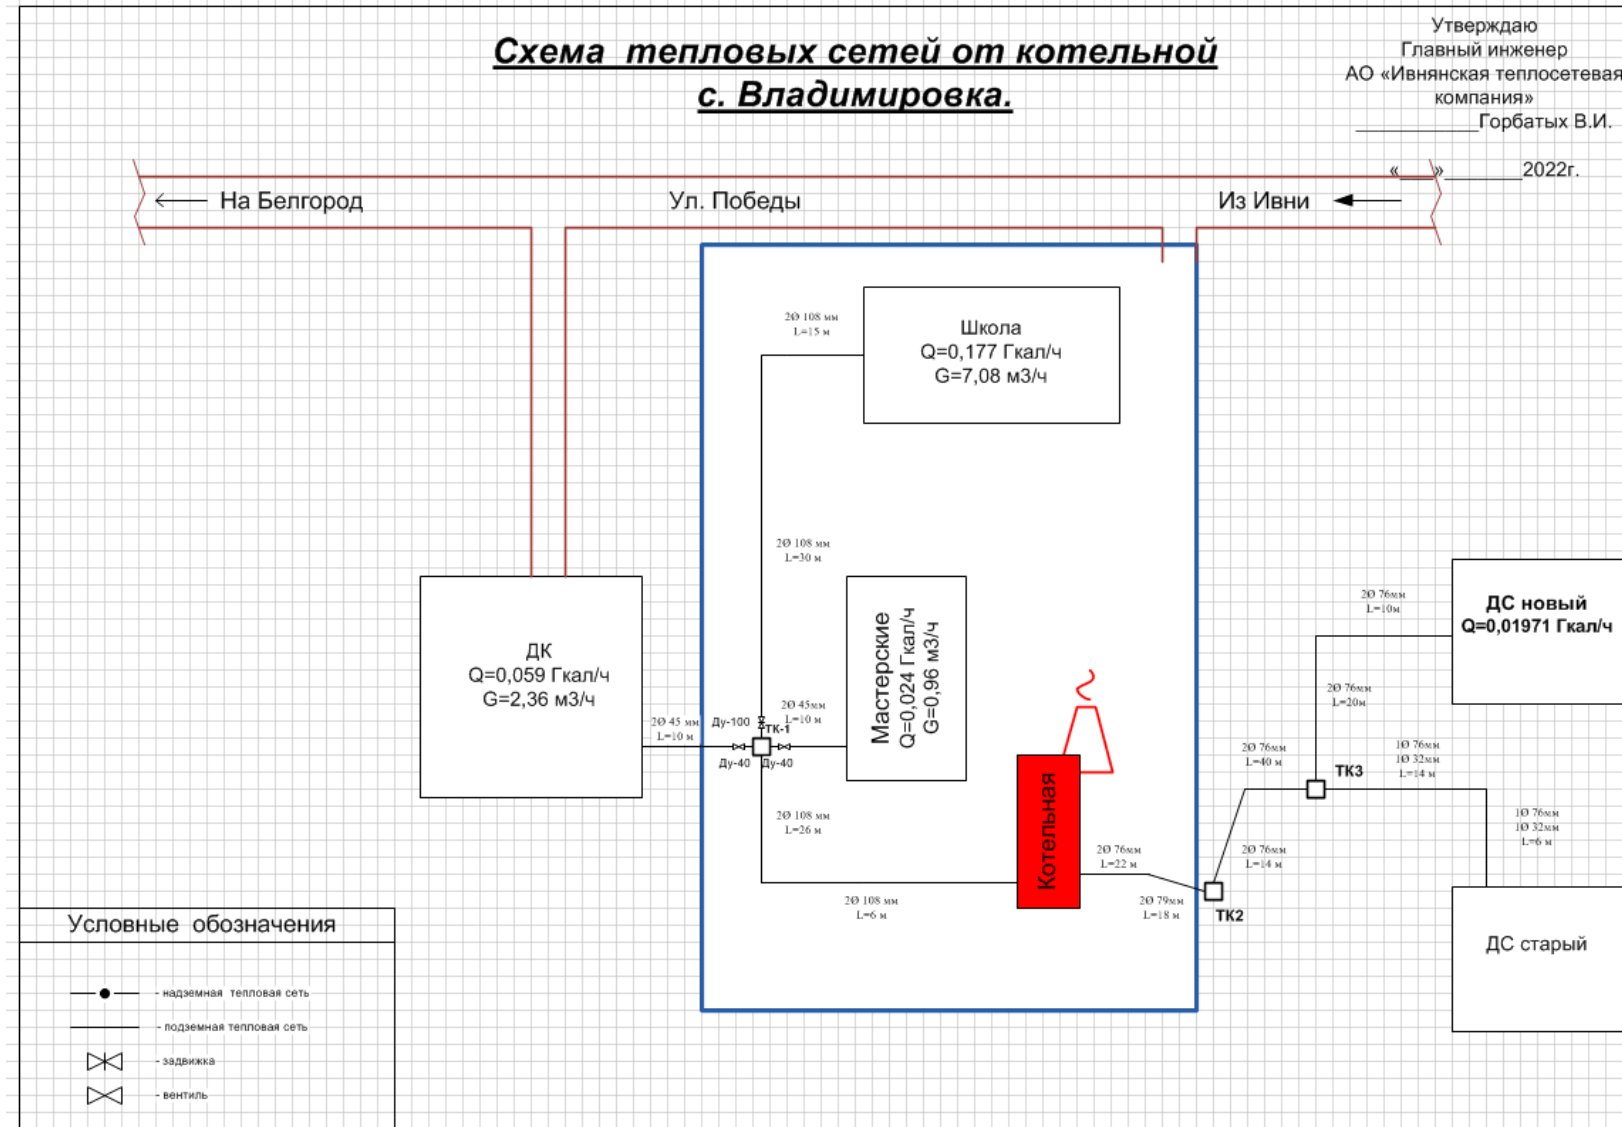 Схема тепловых сетей от котельной
с. Владимировка.
Утверждаю
Главный инженер
АО «Ивнянская теплосетевая
компания»
___________Горбатых В.И.
«___»_______2022г.
На Белгород
Ул. Победы
Из Ивни
2Ø 108 мм
L=15 м
Школа
Q=0,177 Гкал/ч
G=7,08 м3/ч
2Ø 108 мм
L=30 м
ДК
Q=0,059 Гкал/ч
G=2,36 м3/ч
Мастерские
Q=0,024 Гкал/ч
G=0,96 м3/ч
2Ø 45 мм
L=10 м
Ду-100
2Ø 45мм
L=10 м
ТК-1
Ду-40
Ду-40
2Ø 108 мм
L=26 м
2Ø 108 мм
L=6 м
Котельная
2Ø 76мм
L=22 м
2Ø 79мм
L=18 м
ТК2
2Ø 76мм
L=14 м
2Ø 76мм
L=40 м
ТК3
2Ø 76мм
L=20м
2Ø 76мм
L=10м
ДС новый
Q=0,01971 Гкал/ч
1Ø 76мм
1Ø 32мм
L=14 м
1Ø 76мм
1Ø 32мм
L=6 м
ДС старый
Условные обозначения
- надземная тепловая сеть
- подземная тепловая сеть
- задвижка
- вентиль